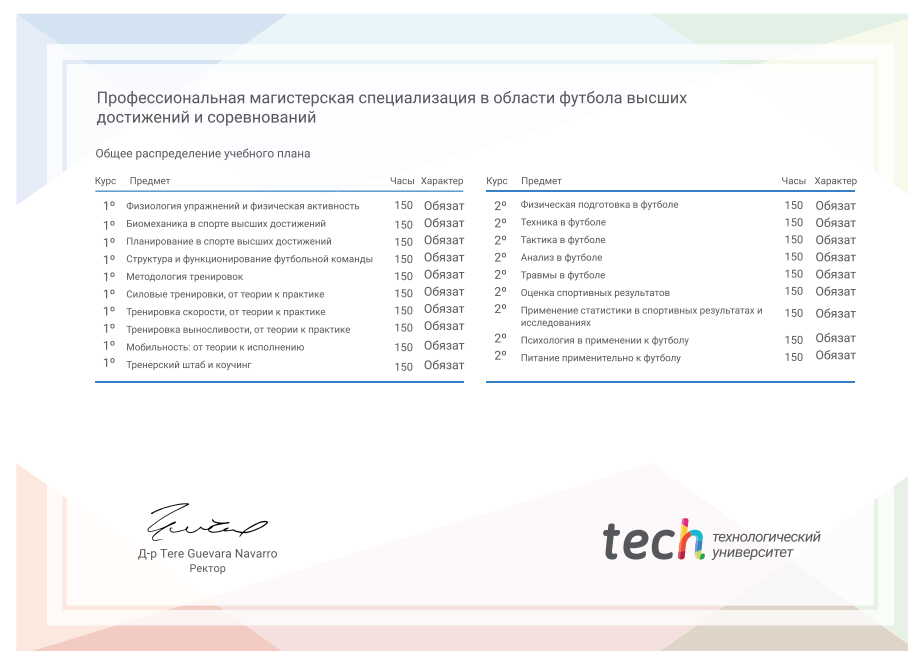 Профессиональная магистерская специализация в области футбола высших
достижений и соревнований
Общее распределение учебного плана
Курс Предмет Часы Характер
1º Физиология упражнений и физическая активность 150 Обязат
1º Биомеханика в спорте высших достижений 150 Обязат
1º Планирование в спорте высших достижений 150 Обязат
1º Структура и функционирование футбольной команды 150 Обязат
1º Методология тренировок 150 Обязат
1º Силовые тренировки, от теории к практике 150 Обязат
1º Тренировка скорости, от теории к практике 150 Обязат
1º Тренировка выносливости, от теории к практике 150 Обязат
1º Мобильность: от теории к исполнению 150 Обязат
1º Тренерский штаб и коучинг 150 Обязат
Курс Предмет Часы Характер
2º Физическая подготовка в футболе 150 Обязат
2º Техника в футболе 150 Обязат
2º Тактика в футболе 150 Обязат
2º Анализ в футболе 150 Обязат
2º Травмы в футболе 150 Обязат
2º Оценка спортивных результатов 150 Обязат
2º Применение статистики в спортивных результатах и 150 Обязат
исследованиях
2º Психология в применении к футболу 150 Обязат
2º Питание применительно к футболу 150 Обязат
Д-р Tere Guevara Navarro
Ректор
tech технологический
университет